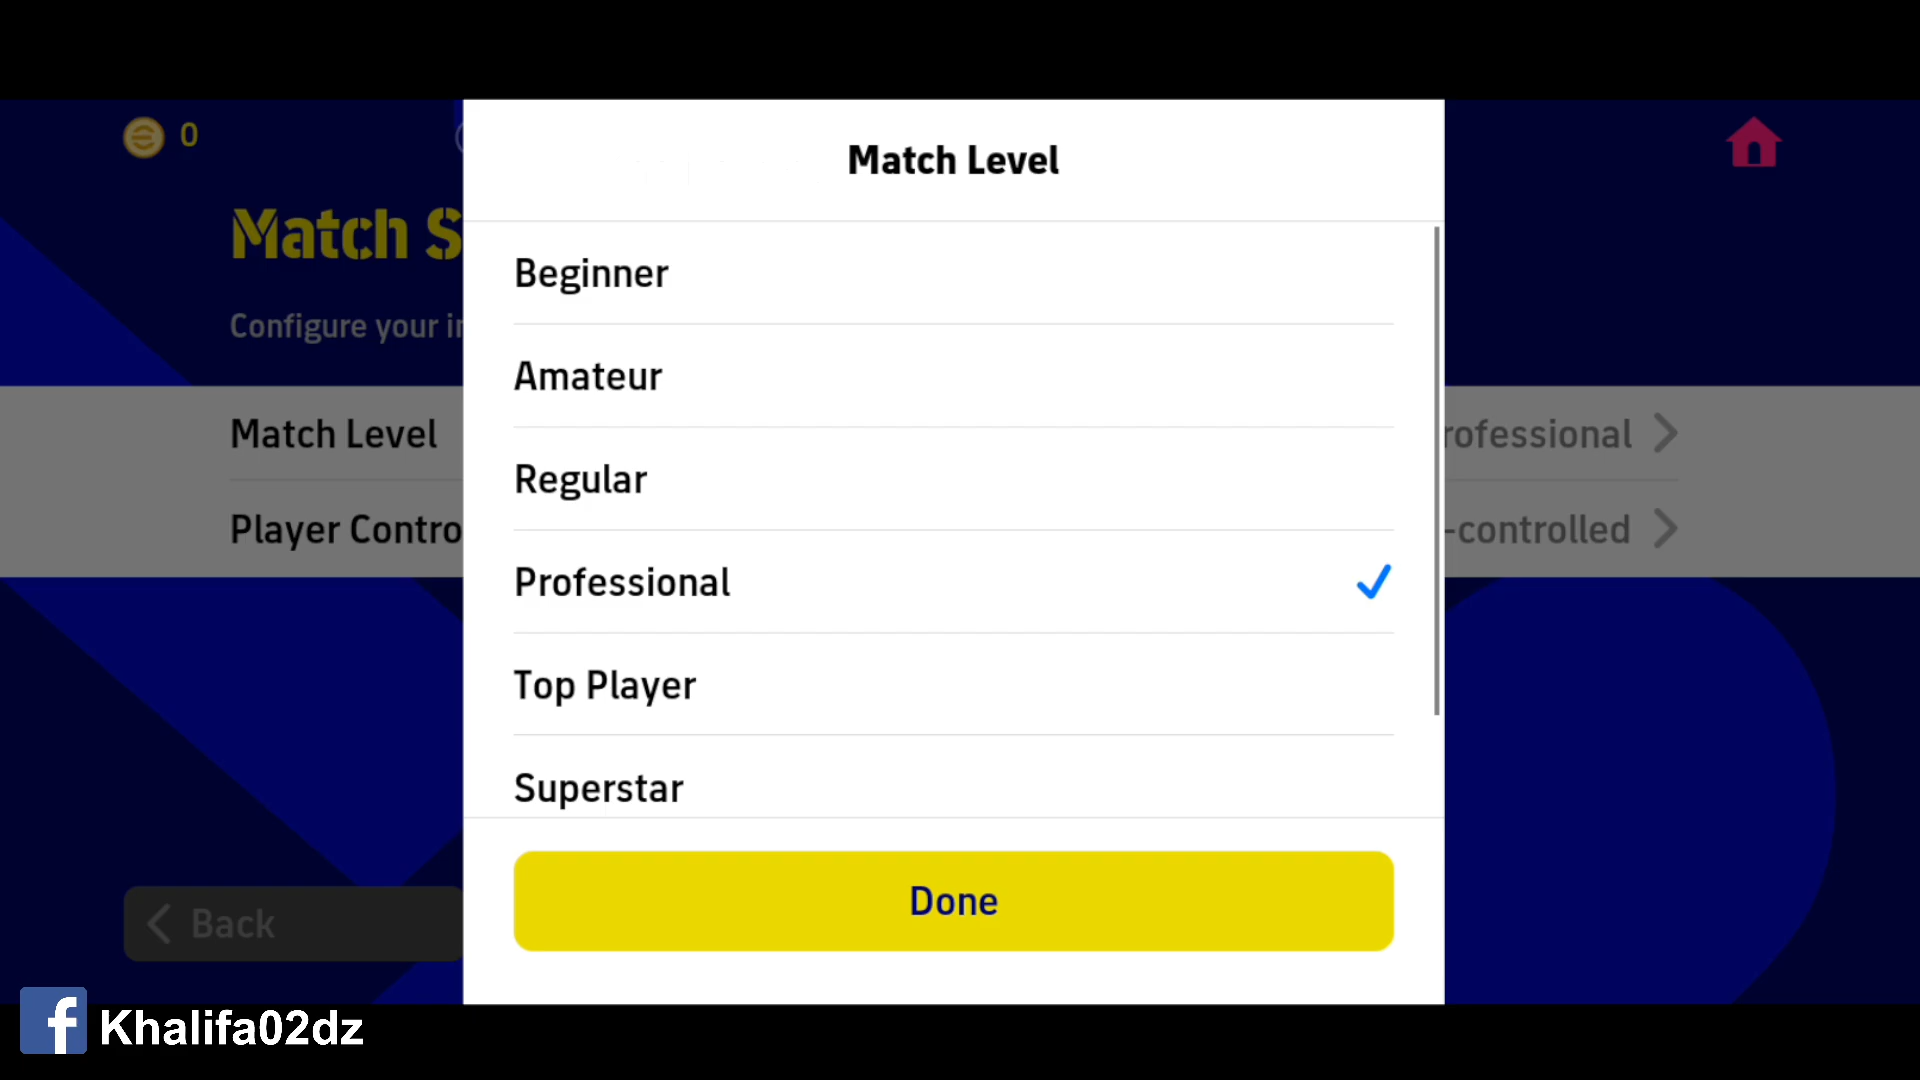 0
Match Level
Match S
Beginner
Configure your i
Amateur
Match Level
rofessional
Regular
Player Contro
-controlled
Professional
Top Player
Superstar
Done
Back
f Khalifa02dz